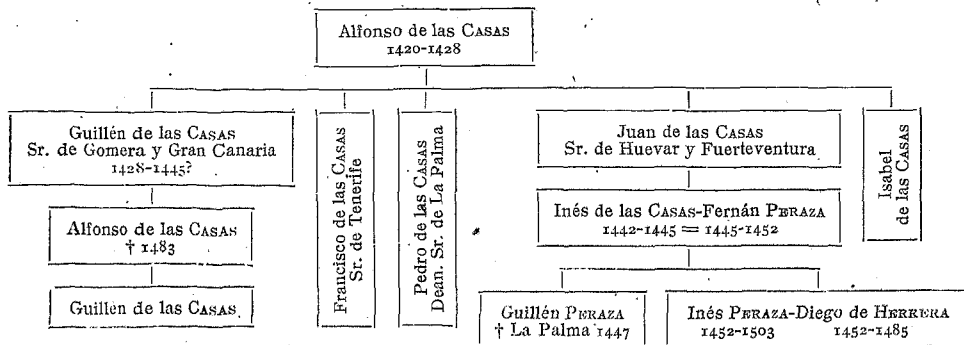 Alfonso de las CASAS
1420-1428
Guillén de las CASAS
Sr. de Gomera y Gran Canaria
1428-1445?
Alfonso de las CASAS
† 1483
Guillén de las CASAS
Francisco de las CASAS
Sr. de Tenerife
Pedro de las CASAS
Dean. Sr. de La Palma
Juan de las CASAS
Sr. de Huevar y Fuerteventura
Inés de las CASAS-Fernán PERAZA
1442-1445 = 1445-1452
Guillén PERAZA
† La Palma 1447
Inés PERAZA-Diego de HERRERA
1452-1503 1452-1485
Isabel
de las CASAS